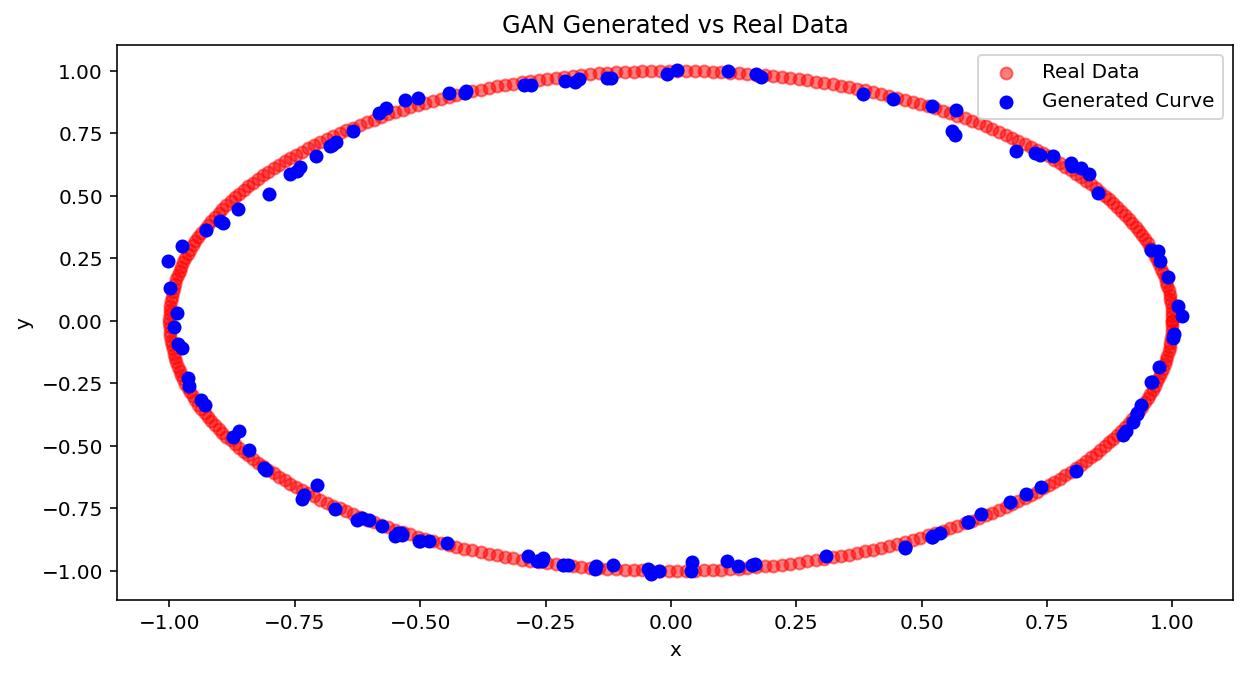 GAN Generated vs Real Data
Real Data
Generated Curve
1.00
0.75
0.50
0.25
0.00
−0.25
−0.50
−0.75
−1.00
y
−1.00 −0.75 −0.50 −0.25 0.00 0.25 0.50 0.75 1.00
x